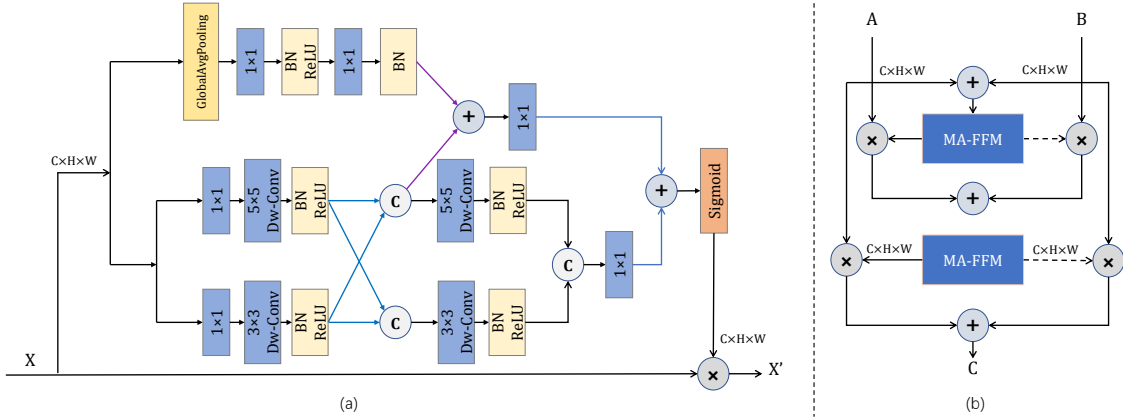 GlobalAvgPooling
1×1
BN
ReLU
1×1
BN
+
1×1
C×H×W
1×1
5×5
Dw-Conv
BN
ReLU
C
5×5
Dw-Conv
BN
ReLU
+
Sigmoid
C
1×1
1×1
3×3
Dw-Conv
BN
ReLU
C
3×3
Dw-Conv
BN
ReLU
C×H×W
X
×
X'
(a)
A
B
C×H×W
+
C×H×W
×
MA-FFM
×
+
×
C×H×W
MA-FFM
C×H×W
×
+
C
(b)